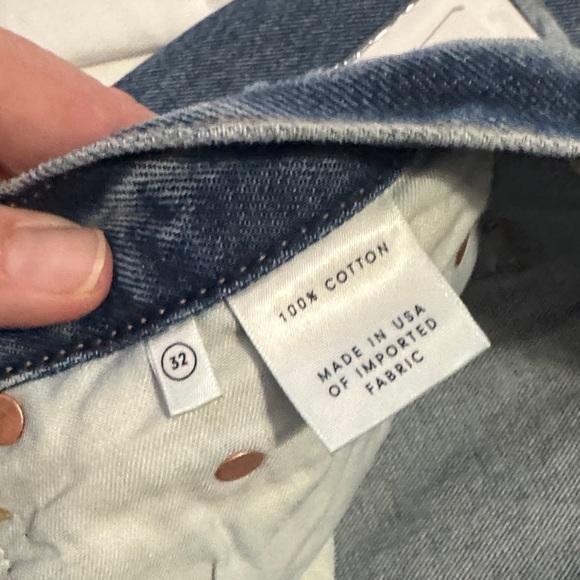 100% COTTON
MADE IN USA
OF IMPORTED
FABRIC
32